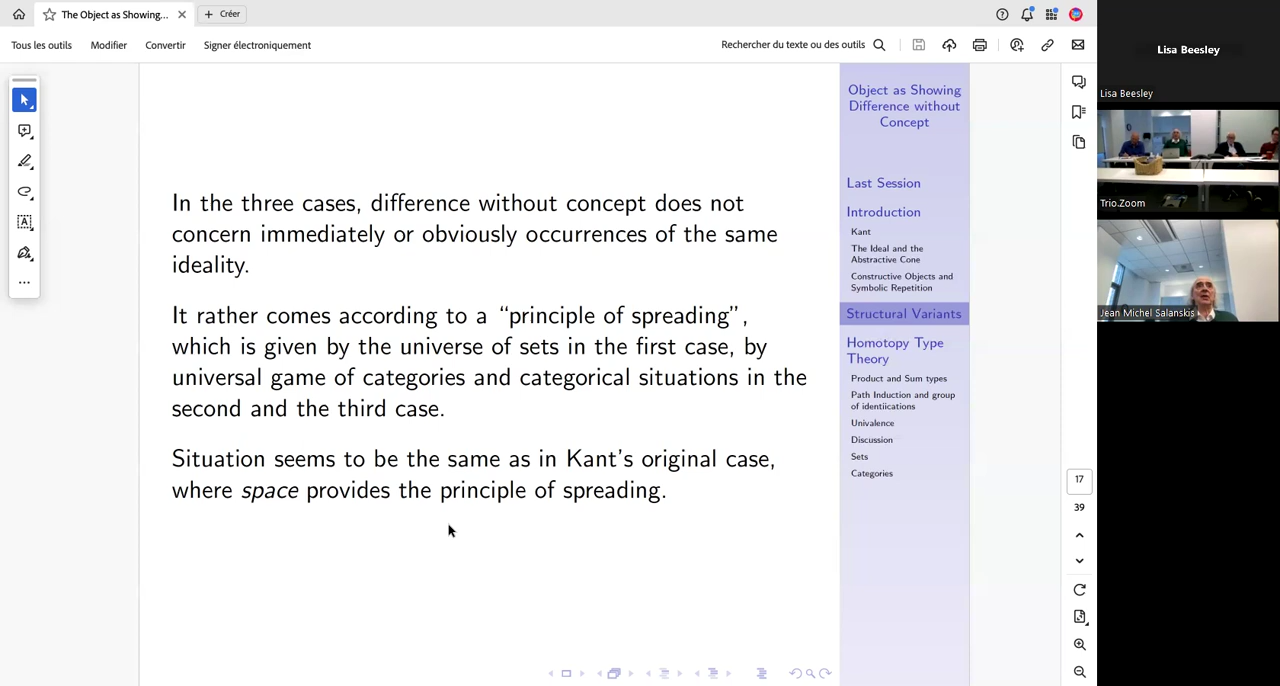 The Object as Showing...
Créer
Tous les outils
Modifier
Convertir
Signer électroniquement
Rechercher du texte ou des outils
In the three cases, difference without concept does not
concern immediately or obviously occurrences of the same
ideality.
It rather comes according to a “principle of spreading”,
which is given by the universe of sets in the first case, by
universal game of categories and categorical situations in the
second and the third case.
Situation seems to be the same as in Kant’s original case,
where space provides the principle of spreading.
Object as Showing
Difference without
Concept
Last Session
Introduction
Kant
The Ideal and the
Abstractive Cone
Constructive Objects and
Symbolic Repetition
Structural Variants
Homotopy Type
Theory
Product and Sum types
Path Induction and group
of identiications
Univalence
Discussion
Sets
Categories
17
39
Lisa Beesley
Lisa Beesley
Trio.Zoom
Jean Michel Salanskis